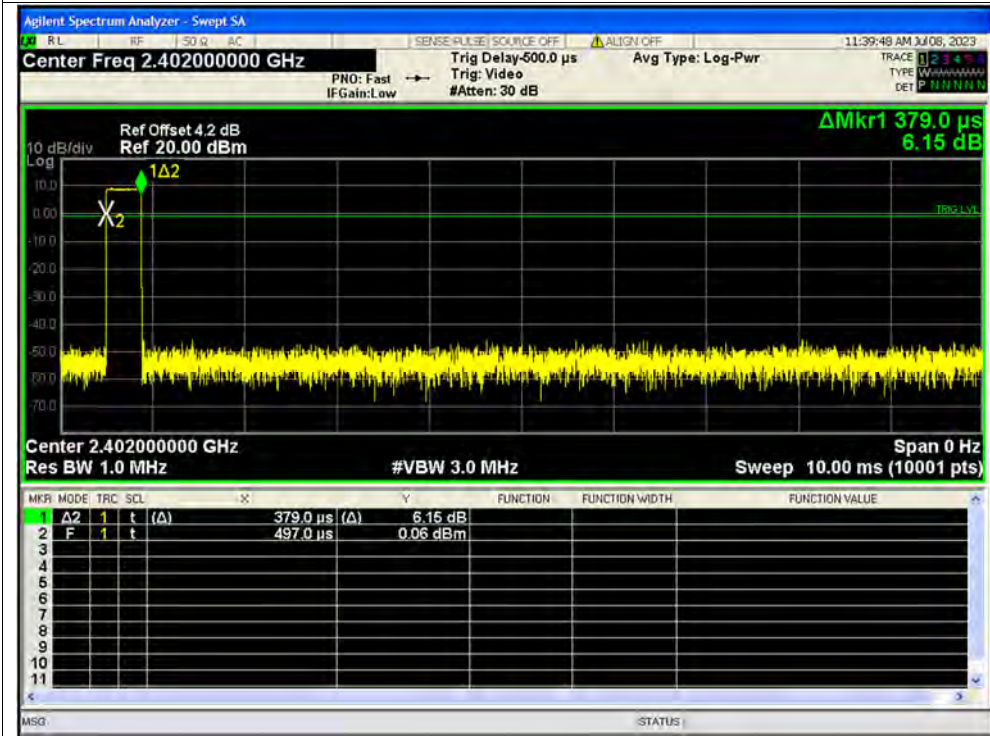 Agilent Spectrum Analyzer - Swept SA
RL RF 50 Ω AC SENSE:PULSE SOURCE OFF ALIGN OFF 11:39:48 AM Jul 08, 2023
Center Freq 2.402000000 GHz
PNO: Fast
IFGain:Low
Trig Delay-500.0 µs
Trig: Video
#Atten: 30 dB
Avg Type: Log-Pwr
TRACE 1 2 3 4 5 6
TYPE W
DET P N N N N N
ΔMkr1 379.0 µs
6.15 dB
Ref Offset 4.2 dB
10 dB/div Ref 20.00 dBm
Log
1Δ2
10.0
0.00
X2
TRIG LVL
-10.0
-20.0
-30.0
-40.0
-50.0
-60.0
-70.0
Center 2.402000000 GHz Span 0 Hz
Res BW 1.0 MHz #VBW 3.0 MHz Sweep 10.00 ms (10001 pts)
MKR MODE TRC SCL X Y FUNCTION FUNCTION WIDTH FUNCTION VALUE
1 Δ2 1 t (Δ) 379.0 µs (Δ) 6.15 dB
2 F 1 t 497.0 µs 0.06 dBm
3
4
5
6
7
8
9
10
11
MSG STATUS